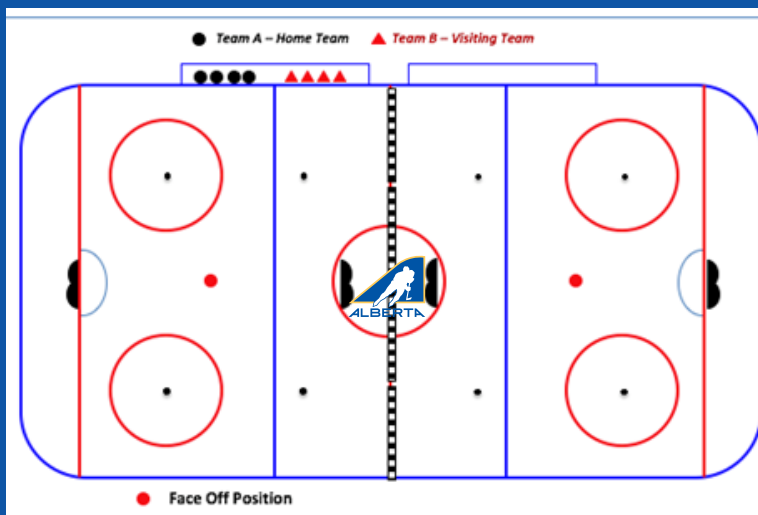 Team A – Home Team
Team B – Visiting Team
ALBERTA
Face Off Position